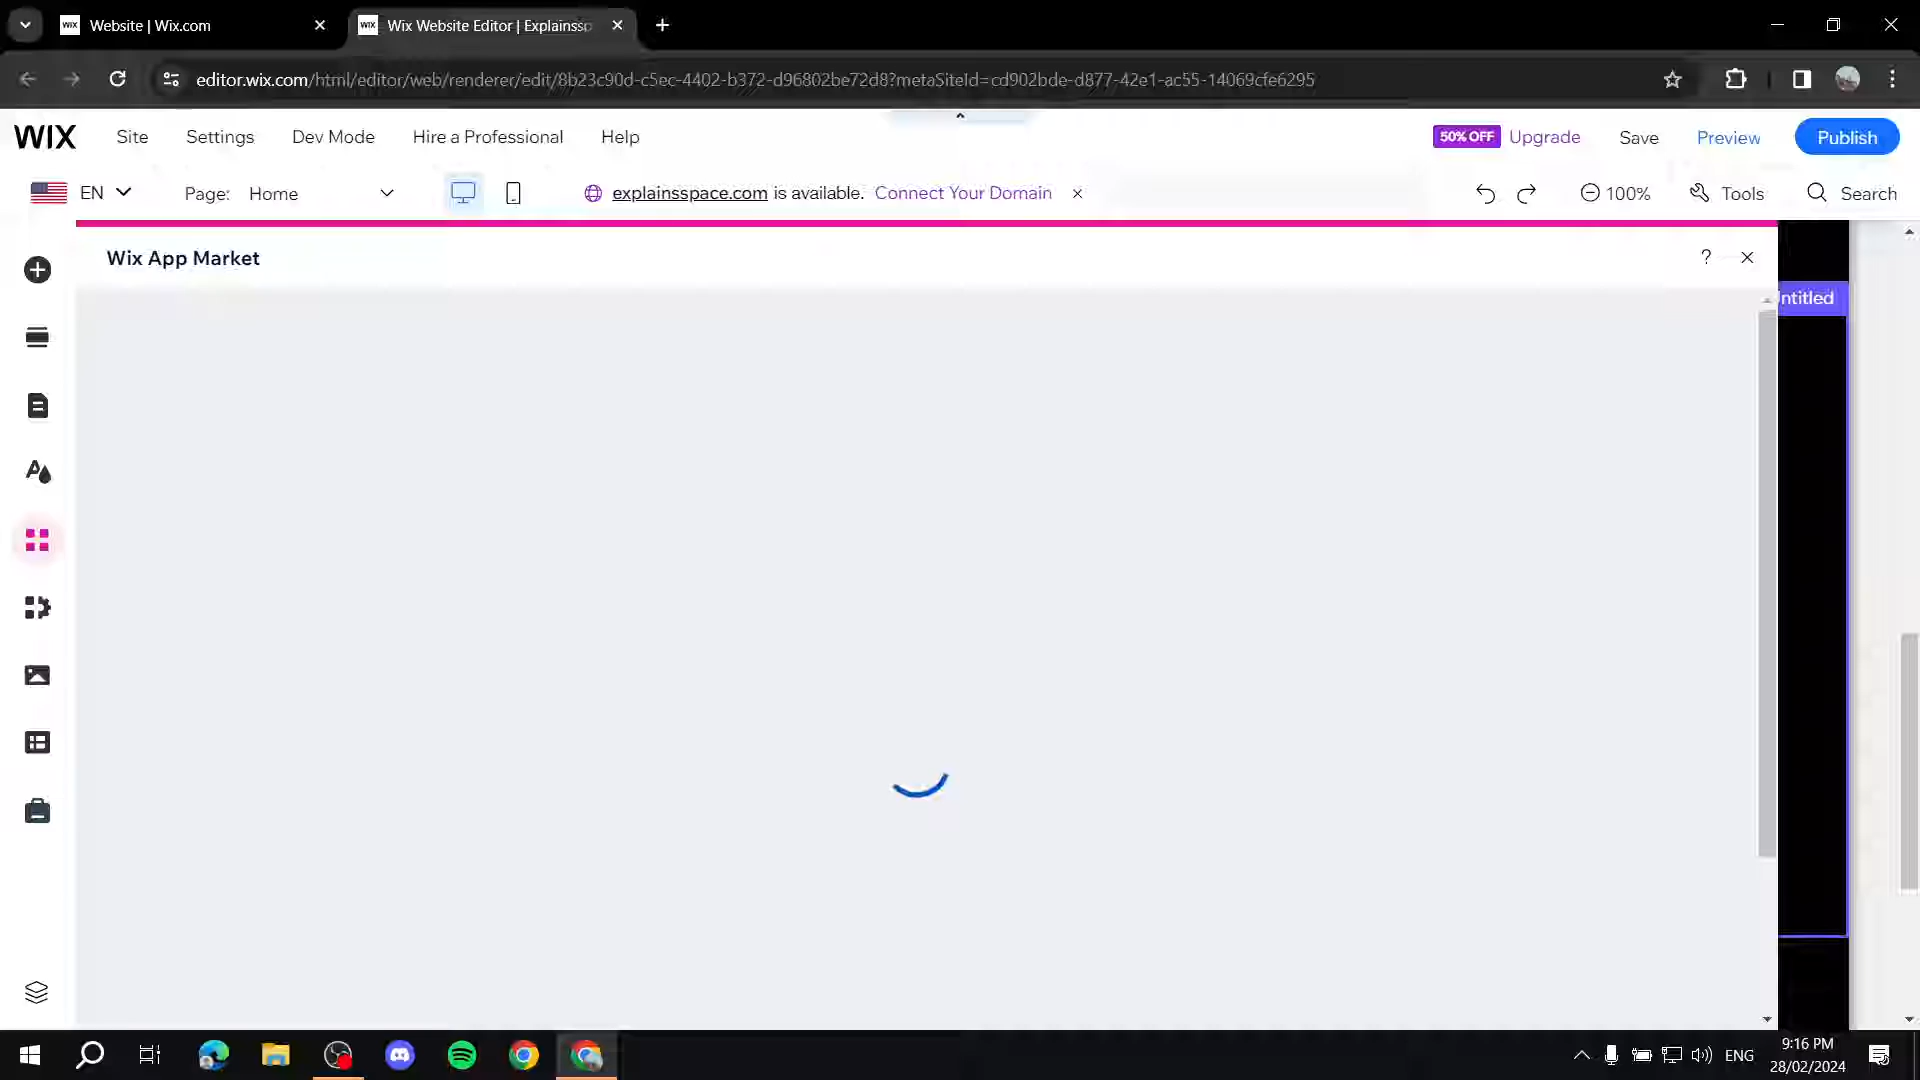 Website | Wix.com
Wix Website Editor | Explainssp
editor.wix.com/html/editor/web/renderer/edit/8b23c90d-c5ec-4402-b372-d96802be72d8?metaSiteId=cd902bde-d877-42e1-ac55-14069cfe6295
WIX Site Settings Dev Mode Hire a Professional Help 50% OFF Upgrade Save Preview Publish
EN Page: Home explainsspace.com is available. Connect Your Domain 100% Tools Search
Wix App Market ?
ntitled
ENG
9:16 PM
28/02/2024